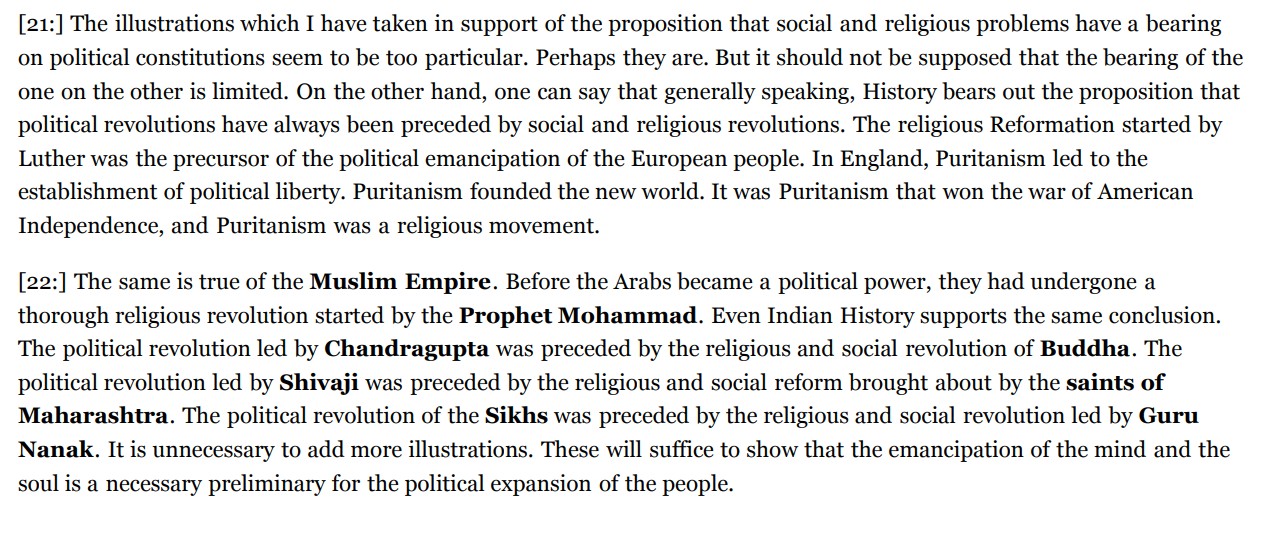 [21:] The illustrations which I have taken in support of the proposition that social and religious problems have a bearing
on political constitutions seem to be too particular. Perhaps they are. But it should not be supposed that the bearing of the
one on the other is limited. On the other hand, one can say that generally speaking, History bears out the proposition that
political revolutions have always been preceded by social and religious revolutions. The religious Reformation started by
Luther was the precursor of the political emancipation of the European people. In England, Puritanism led to the
establishment of political liberty. Puritanism founded the new world. It was Puritanism that won the war of American
Independence, and Puritanism was a religious movement.
[22:] The same is true of the Muslim Empire. Before the Arabs became a political power, they had undergone a
thorough religious revolution started by the Prophet Mohammad. Even Indian History supports the same conclusion.
The political revolution led by Chandragupta was preceded by the religious and social revolution of Buddha. The
political revolution led by Shivaji was preceded by the religious and social reform brought about by the saints of
Maharashtra. The political revolution of the Sikhs was preceded by the religious and social revolution led by Guru
Nanak. It is unnecessary to add more illustrations. These will suffice to show that the emancipation of the mind and the
soul is a necessary preliminary for the political expansion of the people.